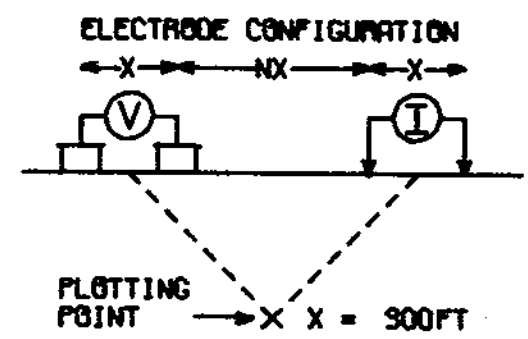 ELECTRODE CONFIGURATION
X NX X
V I
PLOTTING
POINT X X = 300FT